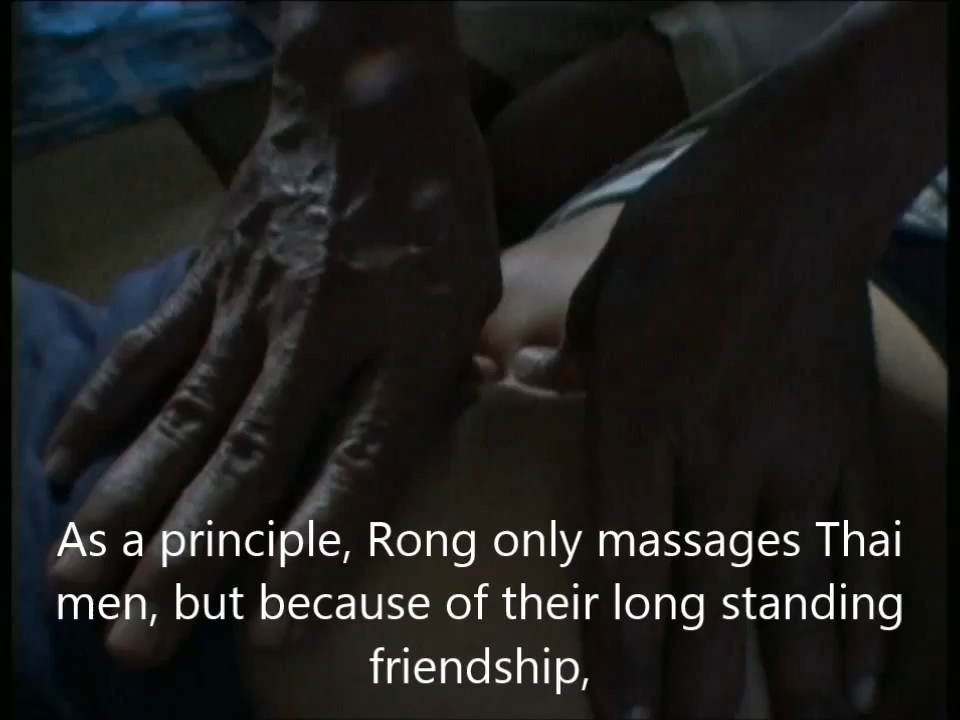 As a principle, Rong only massages Thai
men, but because of their long standing
friendship,